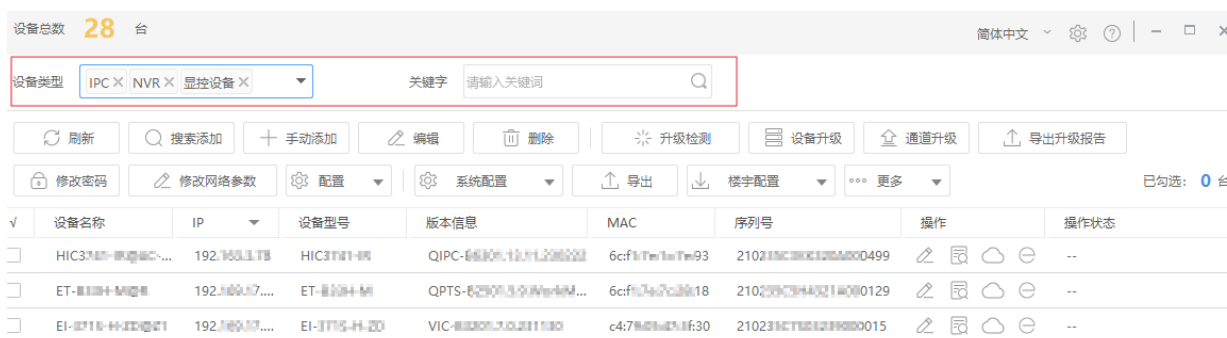 设备总数 28 台 简体中文
设备类型 IPC NVR 显控设备 关键字 请输入关键词
刷新 搜索添加 手动添加 编辑 删除 升级检测 设备升级 通道升级 导出升级报告
修改密码 修改网络参数 配置 系统配置 导出 楼宇配置 更多 已勾选： 0 台
√ 设备名称 IP 设备型号 版本信息 MAC 序列号 操作 操作状态
--
--
--